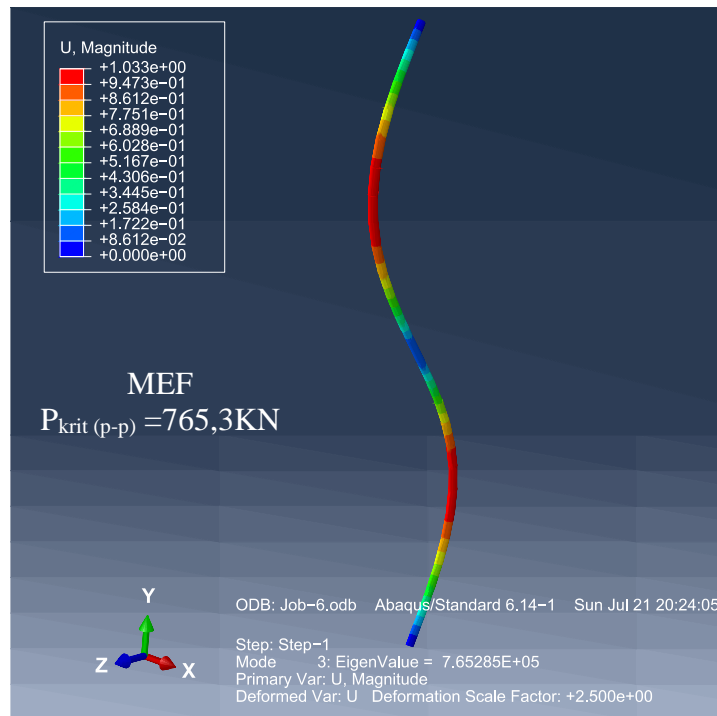 U, Magnitude
+1.033e+00
+9.473e−01
+8.612e−01
+7.751e−01
+6.889e−01
+6.028e−01
+5.167e−01
+4.306e−01
+3.445e−01
+2.584e−01
+1.722e−01
+8.612e−02
+0.000e+00
MEF
Pkrit (p-p) =765,3KN
Y
Z
X
ODB: Job−6.odb Abaqus/Standard 6.14−1 Sun Jul 21 20:24:05
Step: Step−1
Mode 3: EigenValue = 7.65285E+05
Primary Var: U, Magnitude
Deformed Var: U Deformation Scale Factor: +2.500e+00